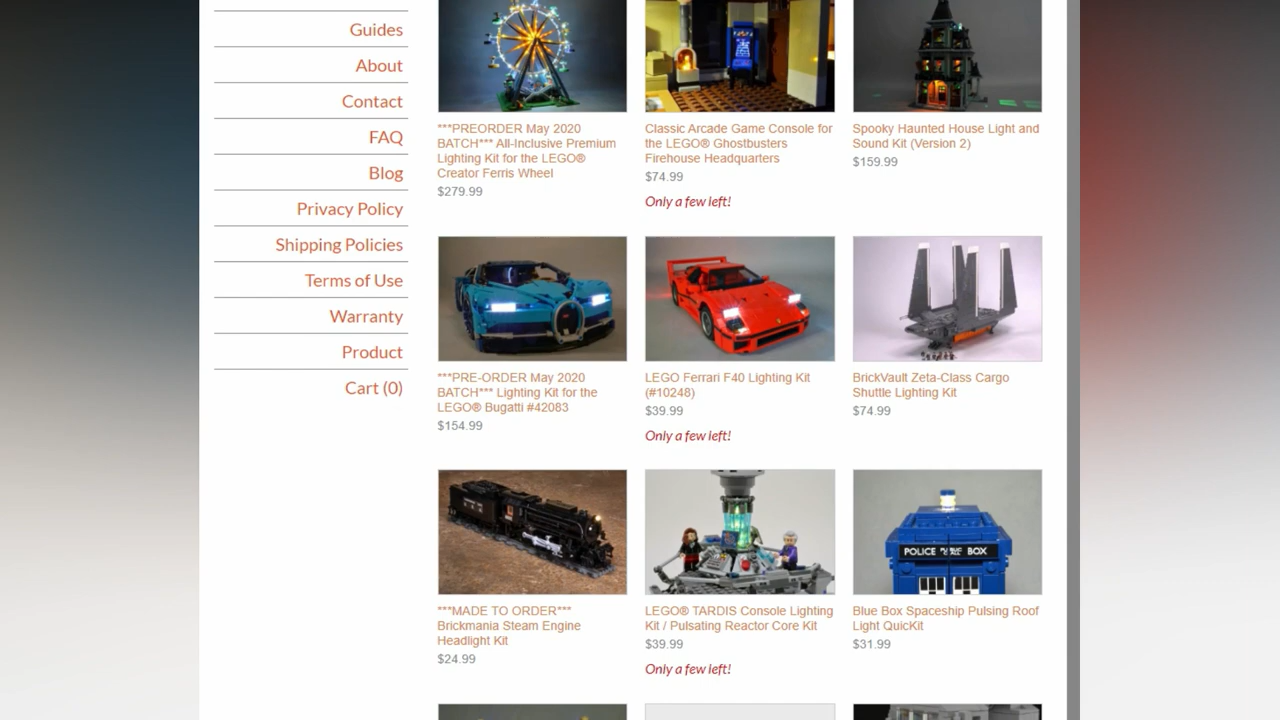 Guides
About
Contact
FAQ
Blog
Privacy Policy
Shipping Policies
Terms of Use
Warranty
Product
Cart (0)
***PREORDER May 2020
BATCH*** All-Inclusive Premium
Lighting Kit for the LEGO®
Creator Ferris Wheel
$279.99
Classic Arcade Game Console for
the LEGO® Ghostbusters
Firehouse Headquarters
$74.99
Only a few left!
Spooky Haunted House Light and
Sound Kit (Version 2)
$159.99
***PRE-ORDER May 2020
BATCH*** Lighting Kit for the
LEGO® Bugatti #42083
$154.99
LEGO Ferrari F40 Lighting Kit
(#10248)
$39.99
Only a few left!
BrickVault Zeta-Class Cargo
Shuttle Lighting Kit
$74.99
***MADE TO ORDER***
Brickmania Steam Engine
Headlight Kit
$24.99
LEGO® TARDIS Console Lighting
Kit / Pulsating Reactor Core Kit
$39.99
Only a few left!
POLICE BOX
Blue Box Spaceship Pulsing Roof
Light QuicKit
$31.99